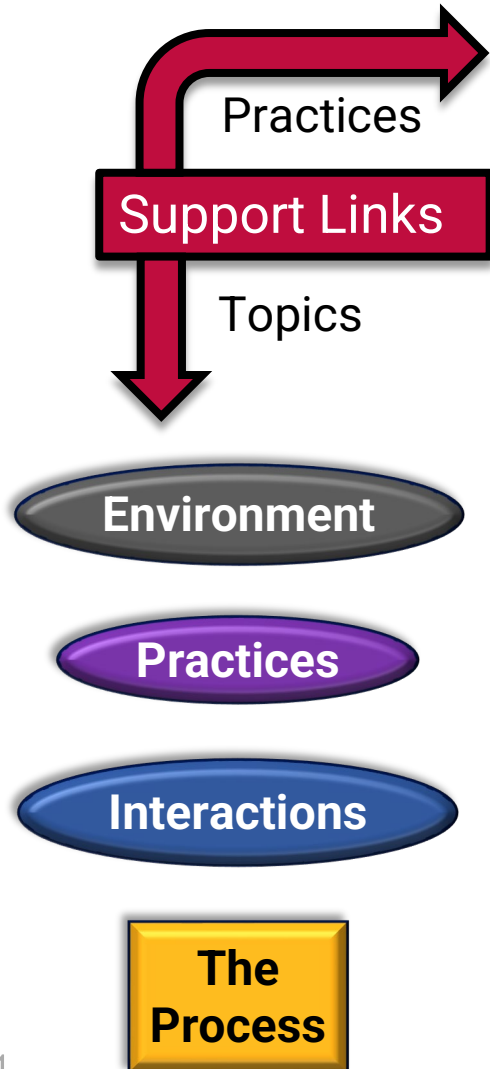 Practices
Support Links
Topics
Environment
Practices
Interactions
The
Process